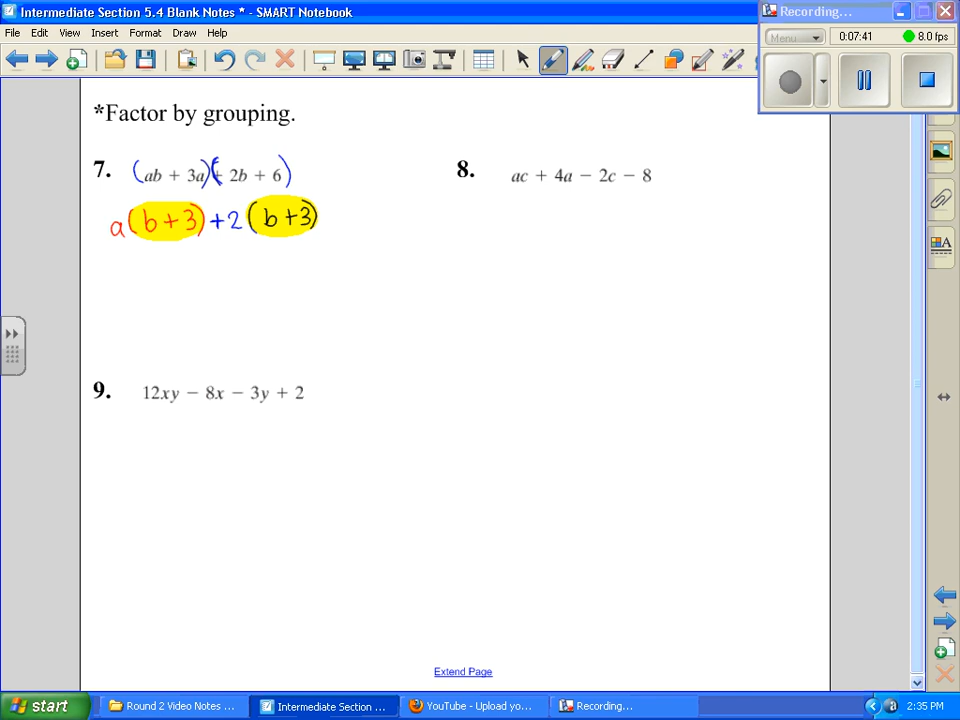 Intermediate Section 5.4 Blank Notes * - SMART Notebook
Recording...
File Edit View Insert Format Draw Help
Menu 0:07:41 8.0 fps
*Factor by grouping.
7. (ab + 3a)(+ 2b + 6)
8. ac + 4a − 2c − 8
a(b+3)+2(b+3)
9. 12xy − 8x − 3y + 2
Extend Page
start Round 2 Video Notes ... Intermediate Section ... YouTube - Upload yo... Recording... 2:35 PM